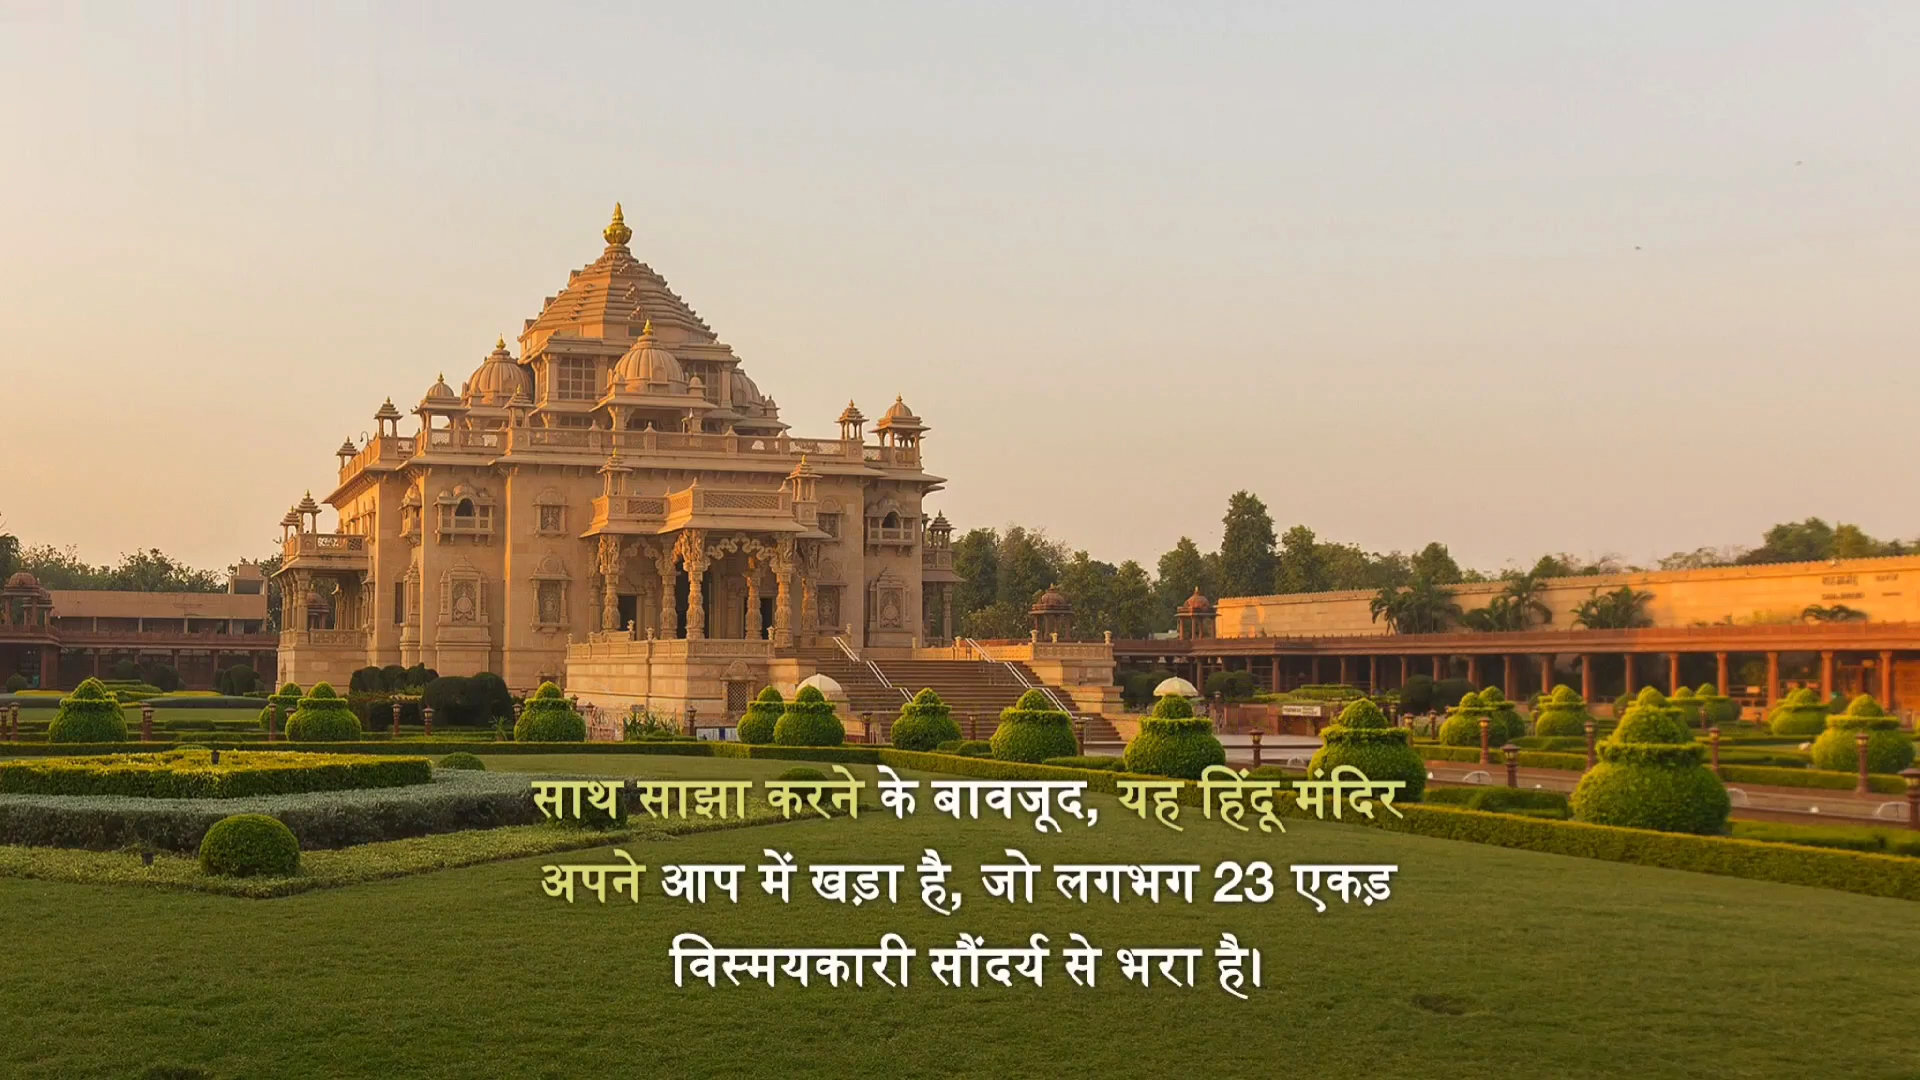 साथ साझा करने के बावजूद, यह हिंदू मंदिर
अपने आप में खड़ा है, जो लगभग 23 एकड़
विस्मयकारी सौंदर्य से भरा है।